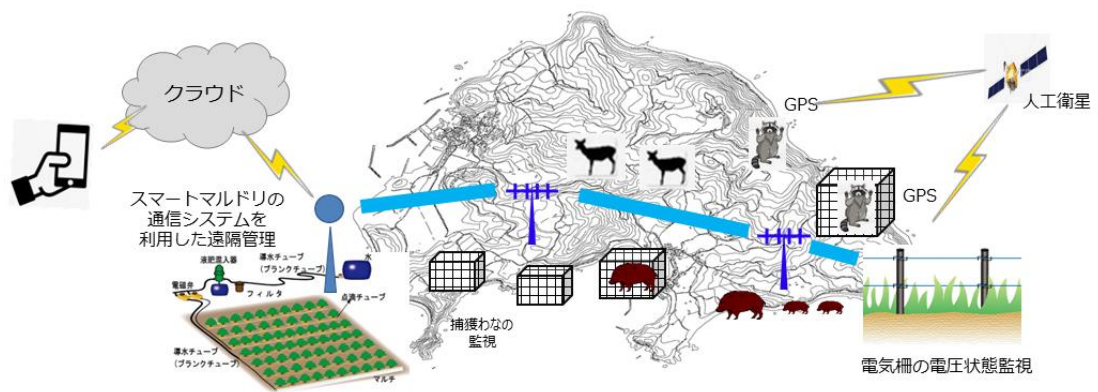 クラウド
GPS
人工衛星
スマートマルドリの
通信システムを
利用した遠隔管理
GPS
液肥混入器
導水チューブ
(ブランクチューブ)
水
電磁弁
フィルタ
点滴チューブ
導水チューブ
(ブランクチューブ)
マルチ
捕獲わなの
監視
電気柵の電圧状態監視